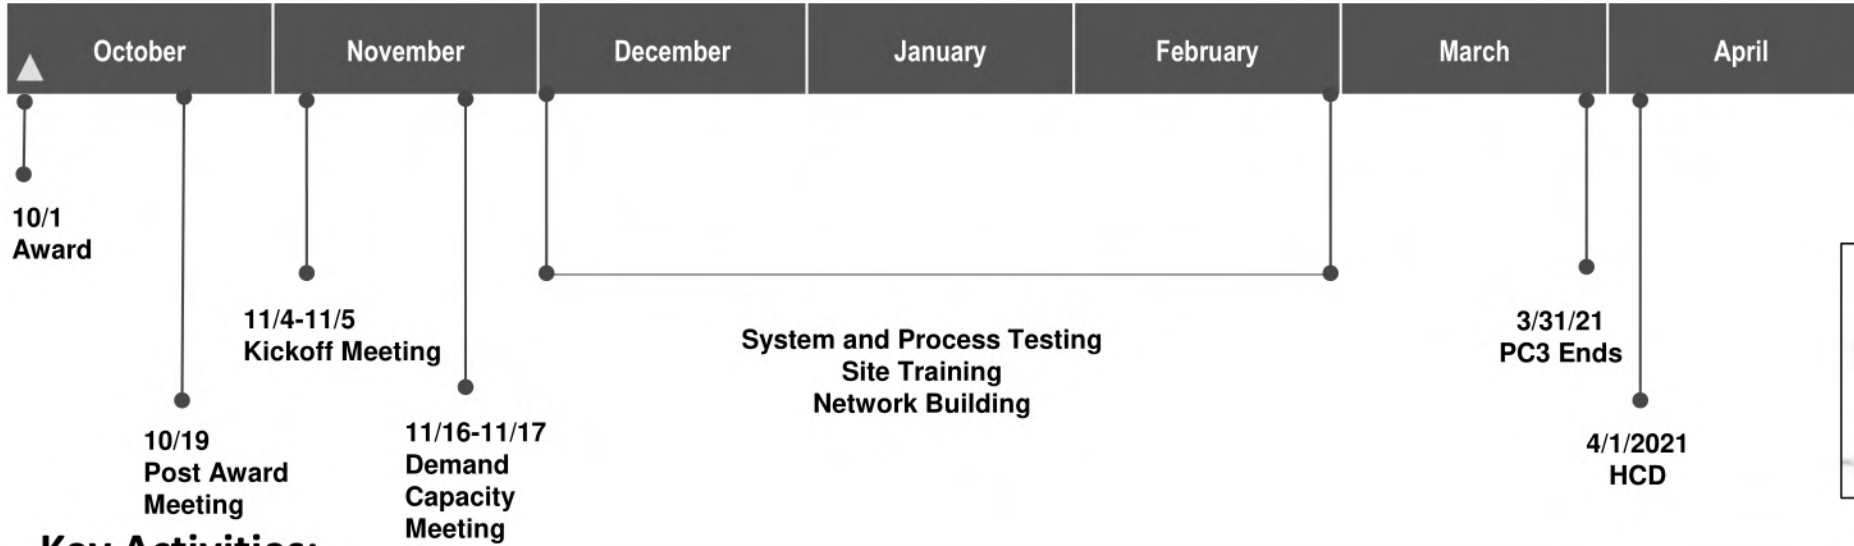 October
November
December
January
February
March
April
10/1
Award
10/19
Post Award
Meeting
11/4-11/5
Kickoff Meeting
11/16-11/17
Demand
Capacity
Meeting
System and Process Testing
Site Training
Network Building
3/31/21
PC3 Ends
4/1/2021
HCD
Key Activities: